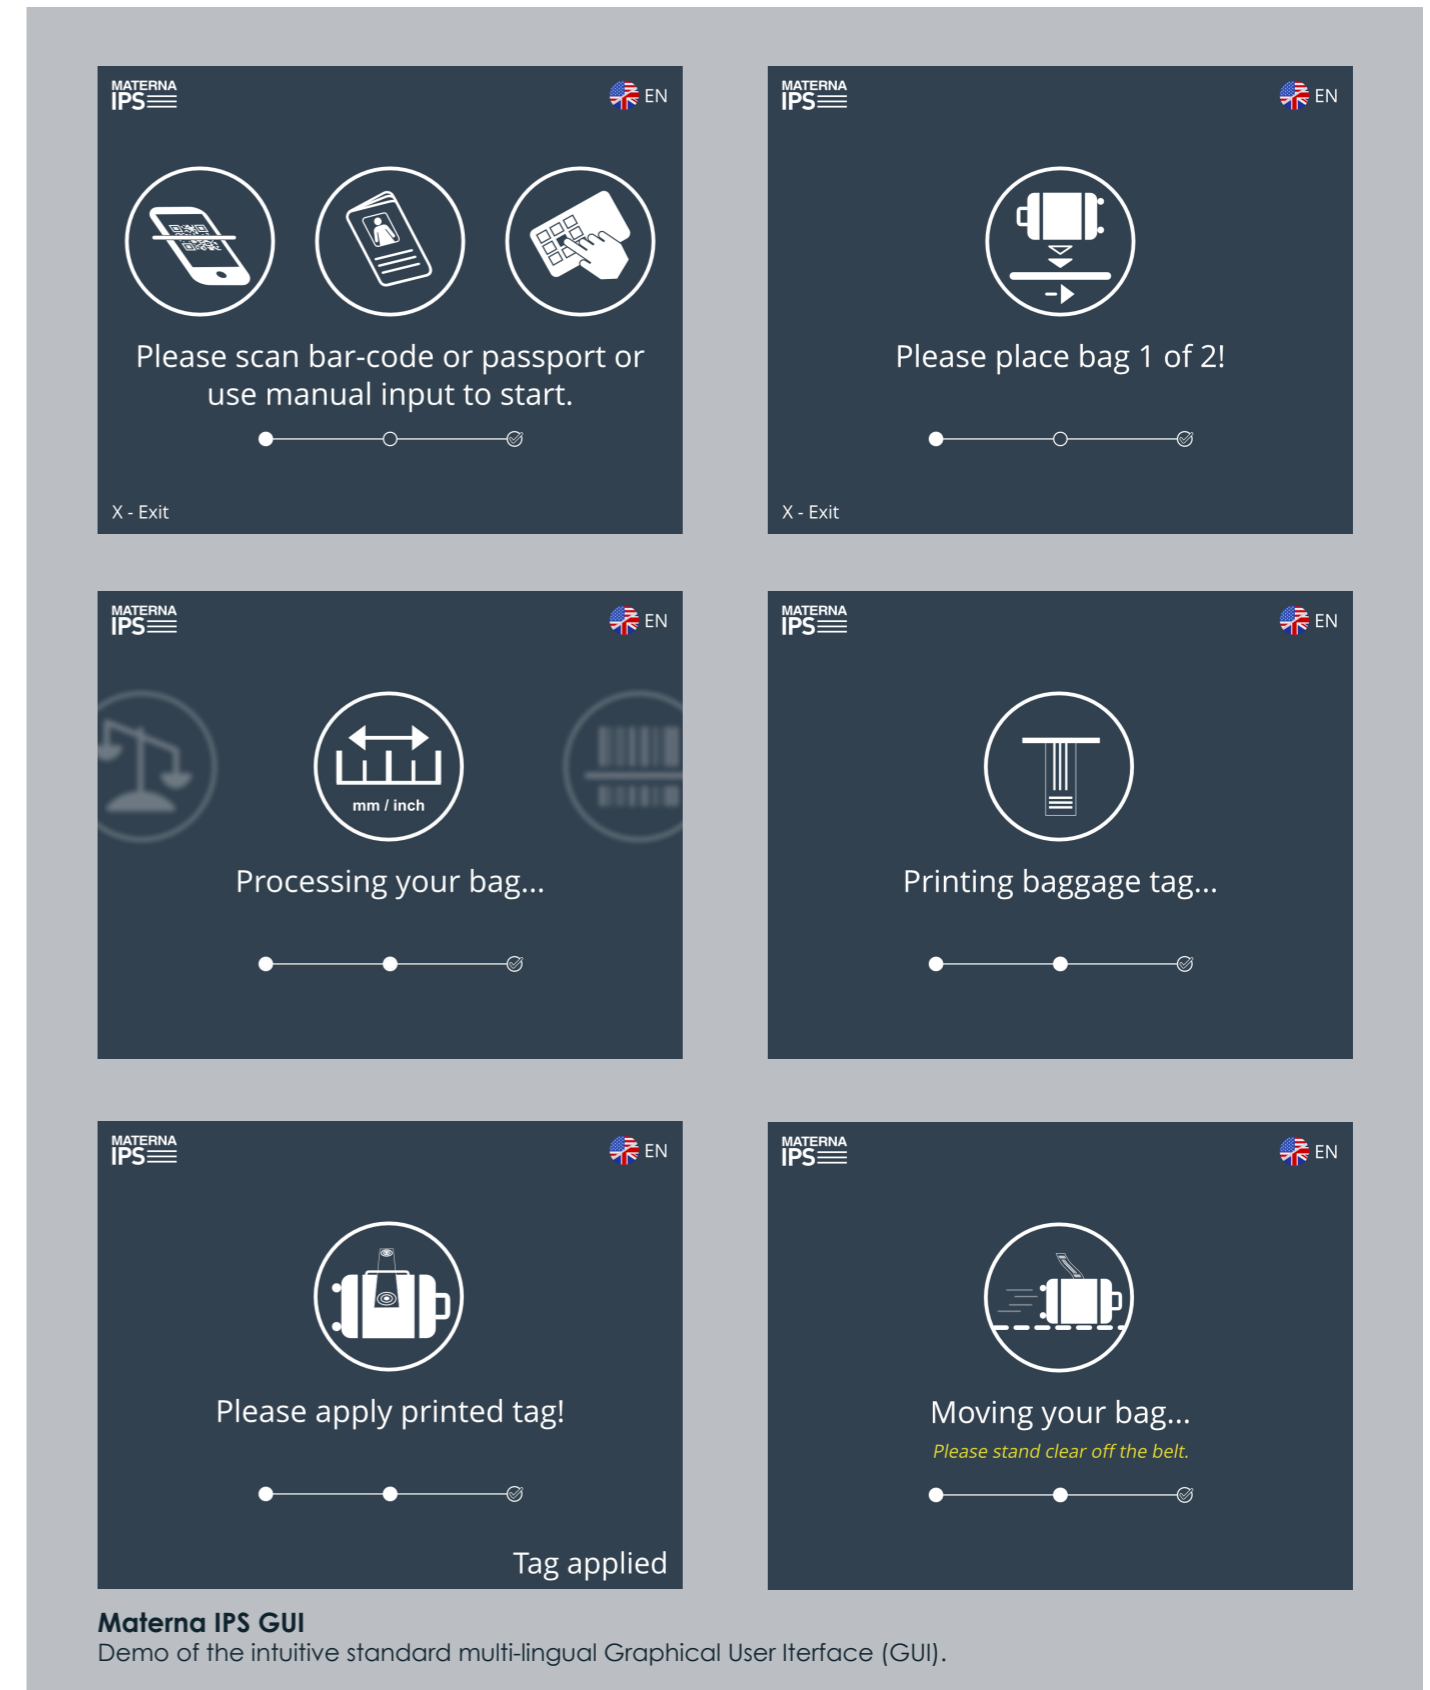 MATERNA
IPS
EN
Please scan bar-code or passport or
use manual input to start.
X - Exit
MATERNA
IPS
EN
Please place bag 1 of 2!
X - Exit
MATERNA
IPS
EN
mm / inch
Processing your bag...
MATERNA
IPS
EN
Printing baggage tag...
MATERNA
IPS
EN
Please apply printed tag!
Tag applied
MATERNA
IPS
EN
Moving your bag...
Please stand clear off the belt.
Materna IPS GUI
Demo of the intuitive standard multi-lingual Graphical User Iterface (GUI).